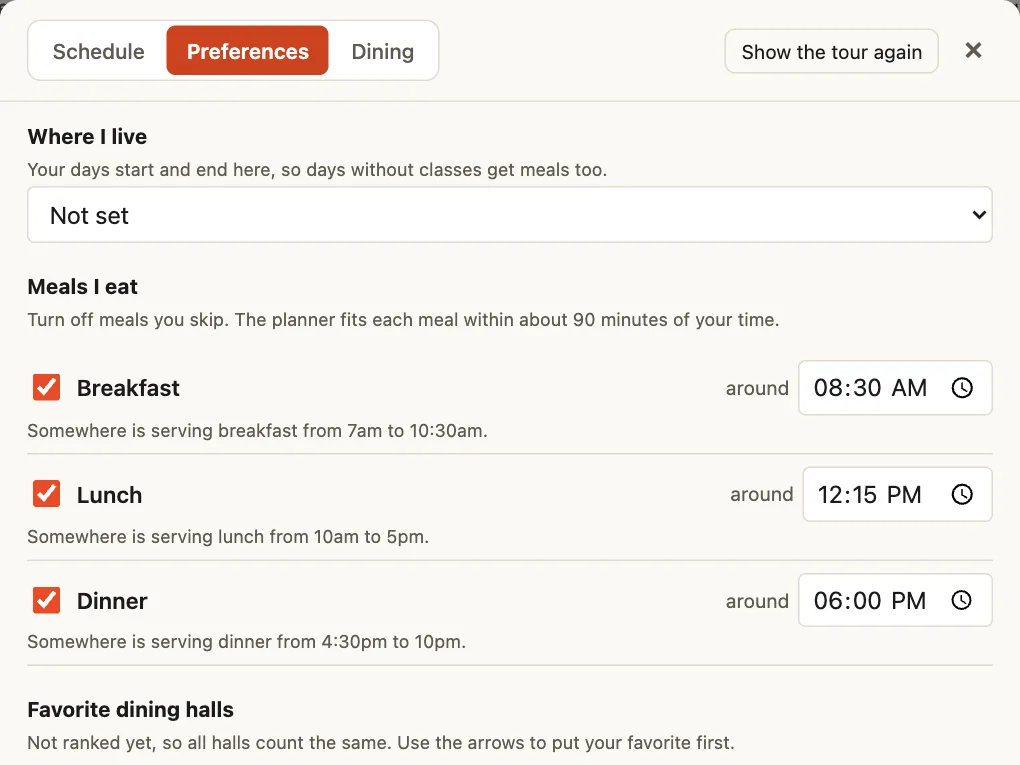 Schedule Preferences Dining Show the tour again ×
Where I live
Your days start and end here, so days without classes get meals too.
Not set
Meals I eat
Turn off meals you skip. The planner fits each meal within about 90 minutes of your time.
Breakfast around 08:30 AM
Somewhere is serving breakfast from 7am to 10:30am.
Lunch around 12:15 PM
Somewhere is serving lunch from 10am to 5pm.
Dinner around 06:00 PM
Somewhere is serving dinner from 4:30pm to 10pm.
Favorite dining halls
Not ranked yet, so all halls count the same. Use the arrows to put your favorite first.